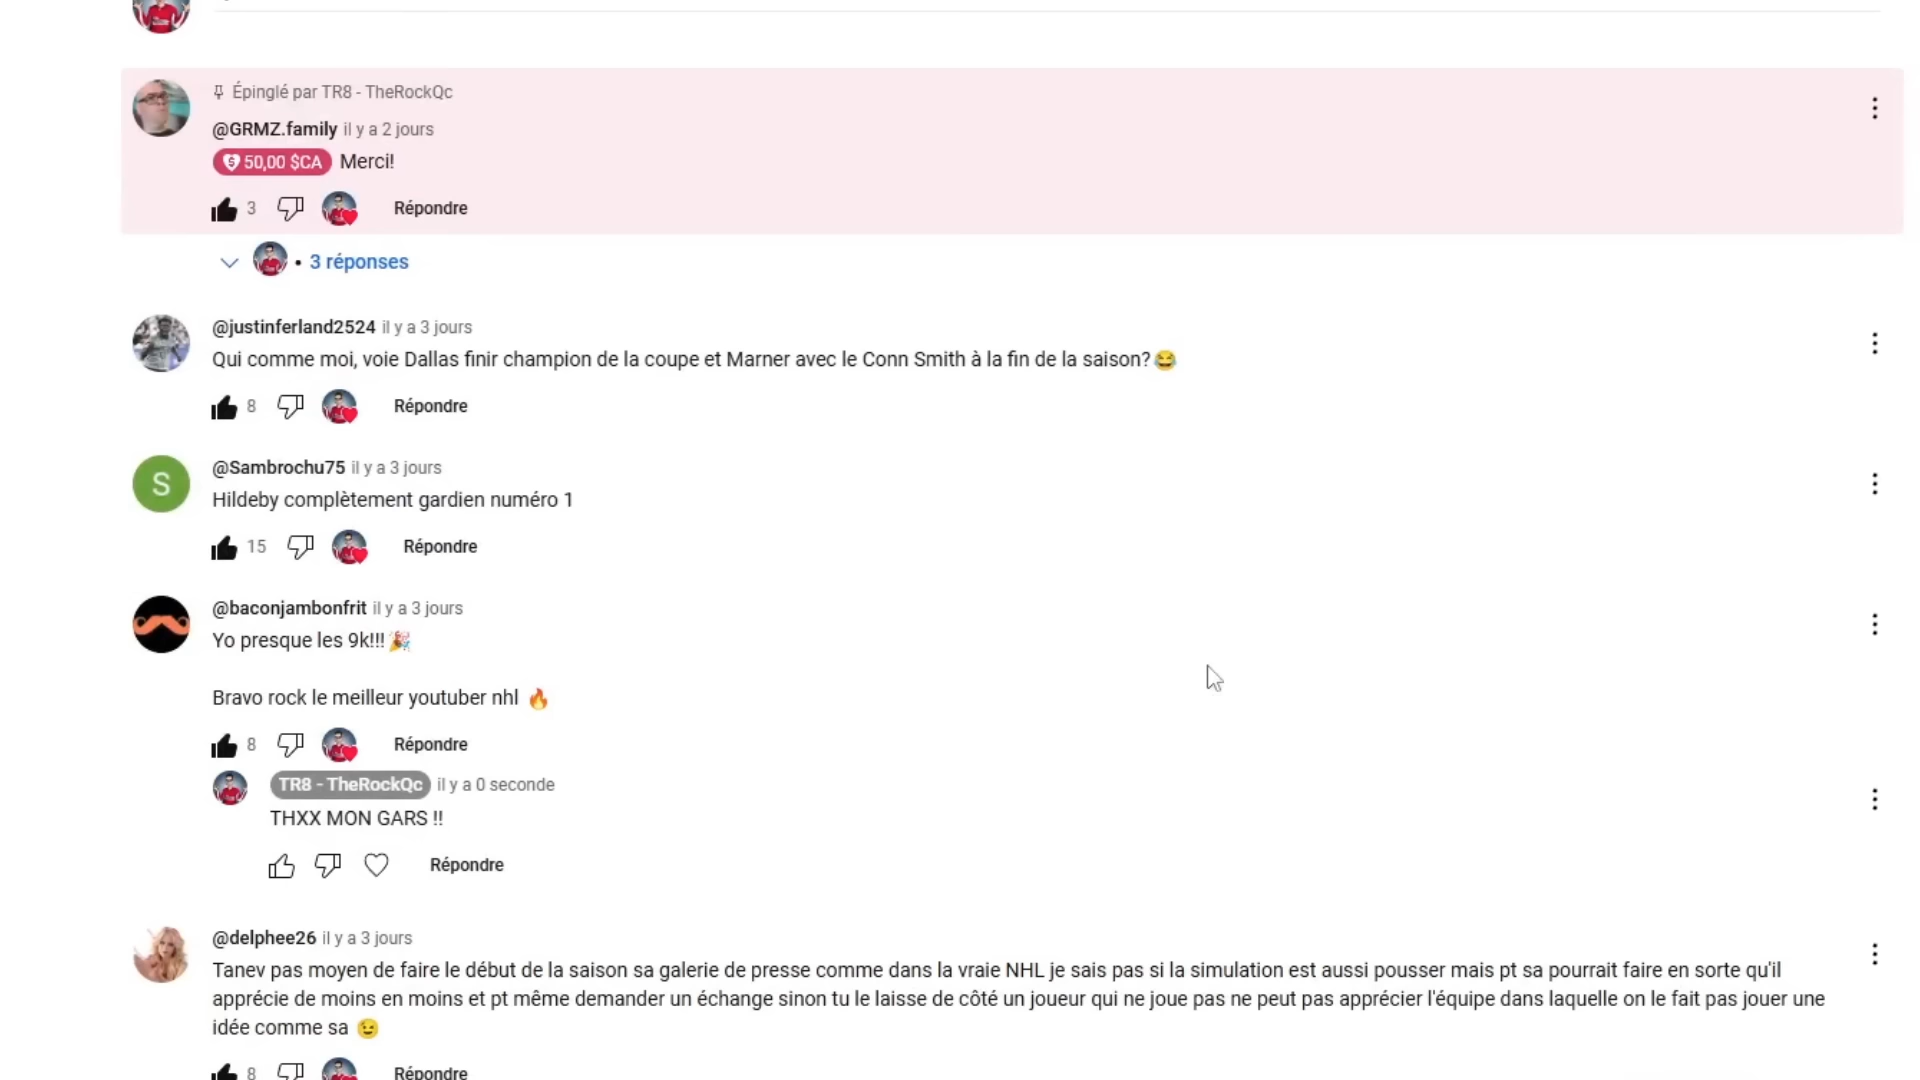 Épinglé par TR8 - TheRockQc
@GRMZ.family il y a 2 jours
50,00 $CA Merci!
3 Répondre
• 3 réponses
@justinferland2524 il y a 3 jours
Qui comme moi, voie Dallas finir champion de la coupe et Marner avec le Conn Smith à la fin de la saison?😂
8 Répondre
S
@Sambrochu75 il y a 3 jours
Hildeby complètement gardien numéro 1
15 Répondre
@baconjambonfrit il y a 3 jours
Yo presque les 9k!!!🎉
Bravo rock le meilleur youtuber nhl 🔥
8 Répondre
TR8 - TheRockQc il y a 0 seconde
THXX MON GARS !!
Répondre
@delphee26 il y a 3 jours
Tanev pas moyen de faire le début de la saison sa galerie de presse comme dans la vraie NHL je sais pas si la simulation est aussi pousser mais pt sa pourrait faire en sorte qu'il
apprécie de moins en moins et pt même demander un échange sinon tu le laisse de côté un joueur qui ne joue pas ne peut pas apprécier l'équipe dans laquelle on le fait pas jouer une
idée comme sa 😉
8 Répondre